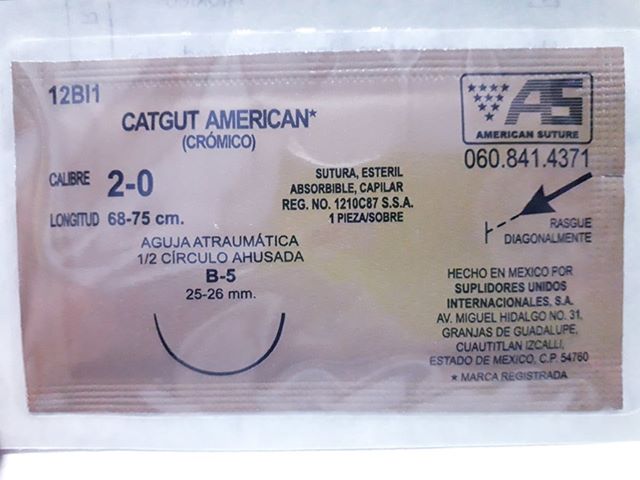 12BI1
CATGUT AMERICAN*
(CRÓMICO)
CALIBRE 2-0
LONGITUD 68-75 cm.
AGUJA ATRAUMÁTICA
1/2 CÍRCULO AHUSADA
B-5
25-26 mm.
SUTURA, ESTERIL
ABSORBIBLE, CAPILAR
REG. NO. 1210C87 S.S.A.
1 PIEZA/SOBRE
AS
AMERICAN SUTURE
060.841.4371
RASGUE
DIAGONALMENTE
HECHO EN MEXICO POR
SUPLIDORES UNIDOS
INTERNACIONALES, S.A.
AV. MIGUEL HIDALGO NO. 31,
GRANJAS DE GUADALUPE,
CUAUTITLAN IZCALLI,
ESTADO DE MEXICO, C.P. 54760
* MARCA REGISTRADA